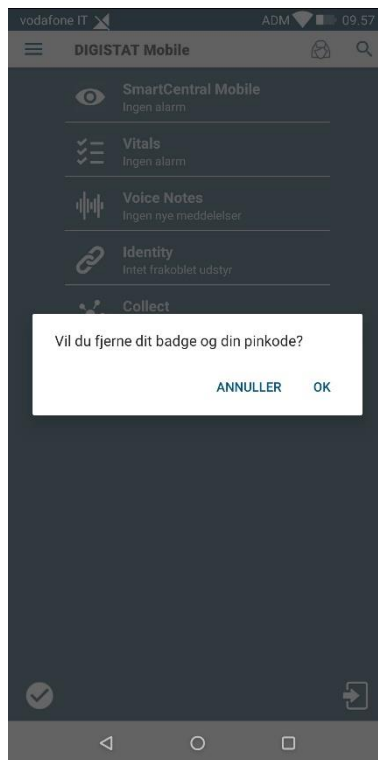 vodafone IT
ADM 09.57
DIGISTAT Mobile
SmartCentral Mobile
Ingen alarm
Vitals
Ingen alarm
Voice Notes
Ingen nye meddelelser
Identity
Intet frakoblet udstyr
Collect
Vil du fjerne dit badge og din pinkode?
ANNULLER OK